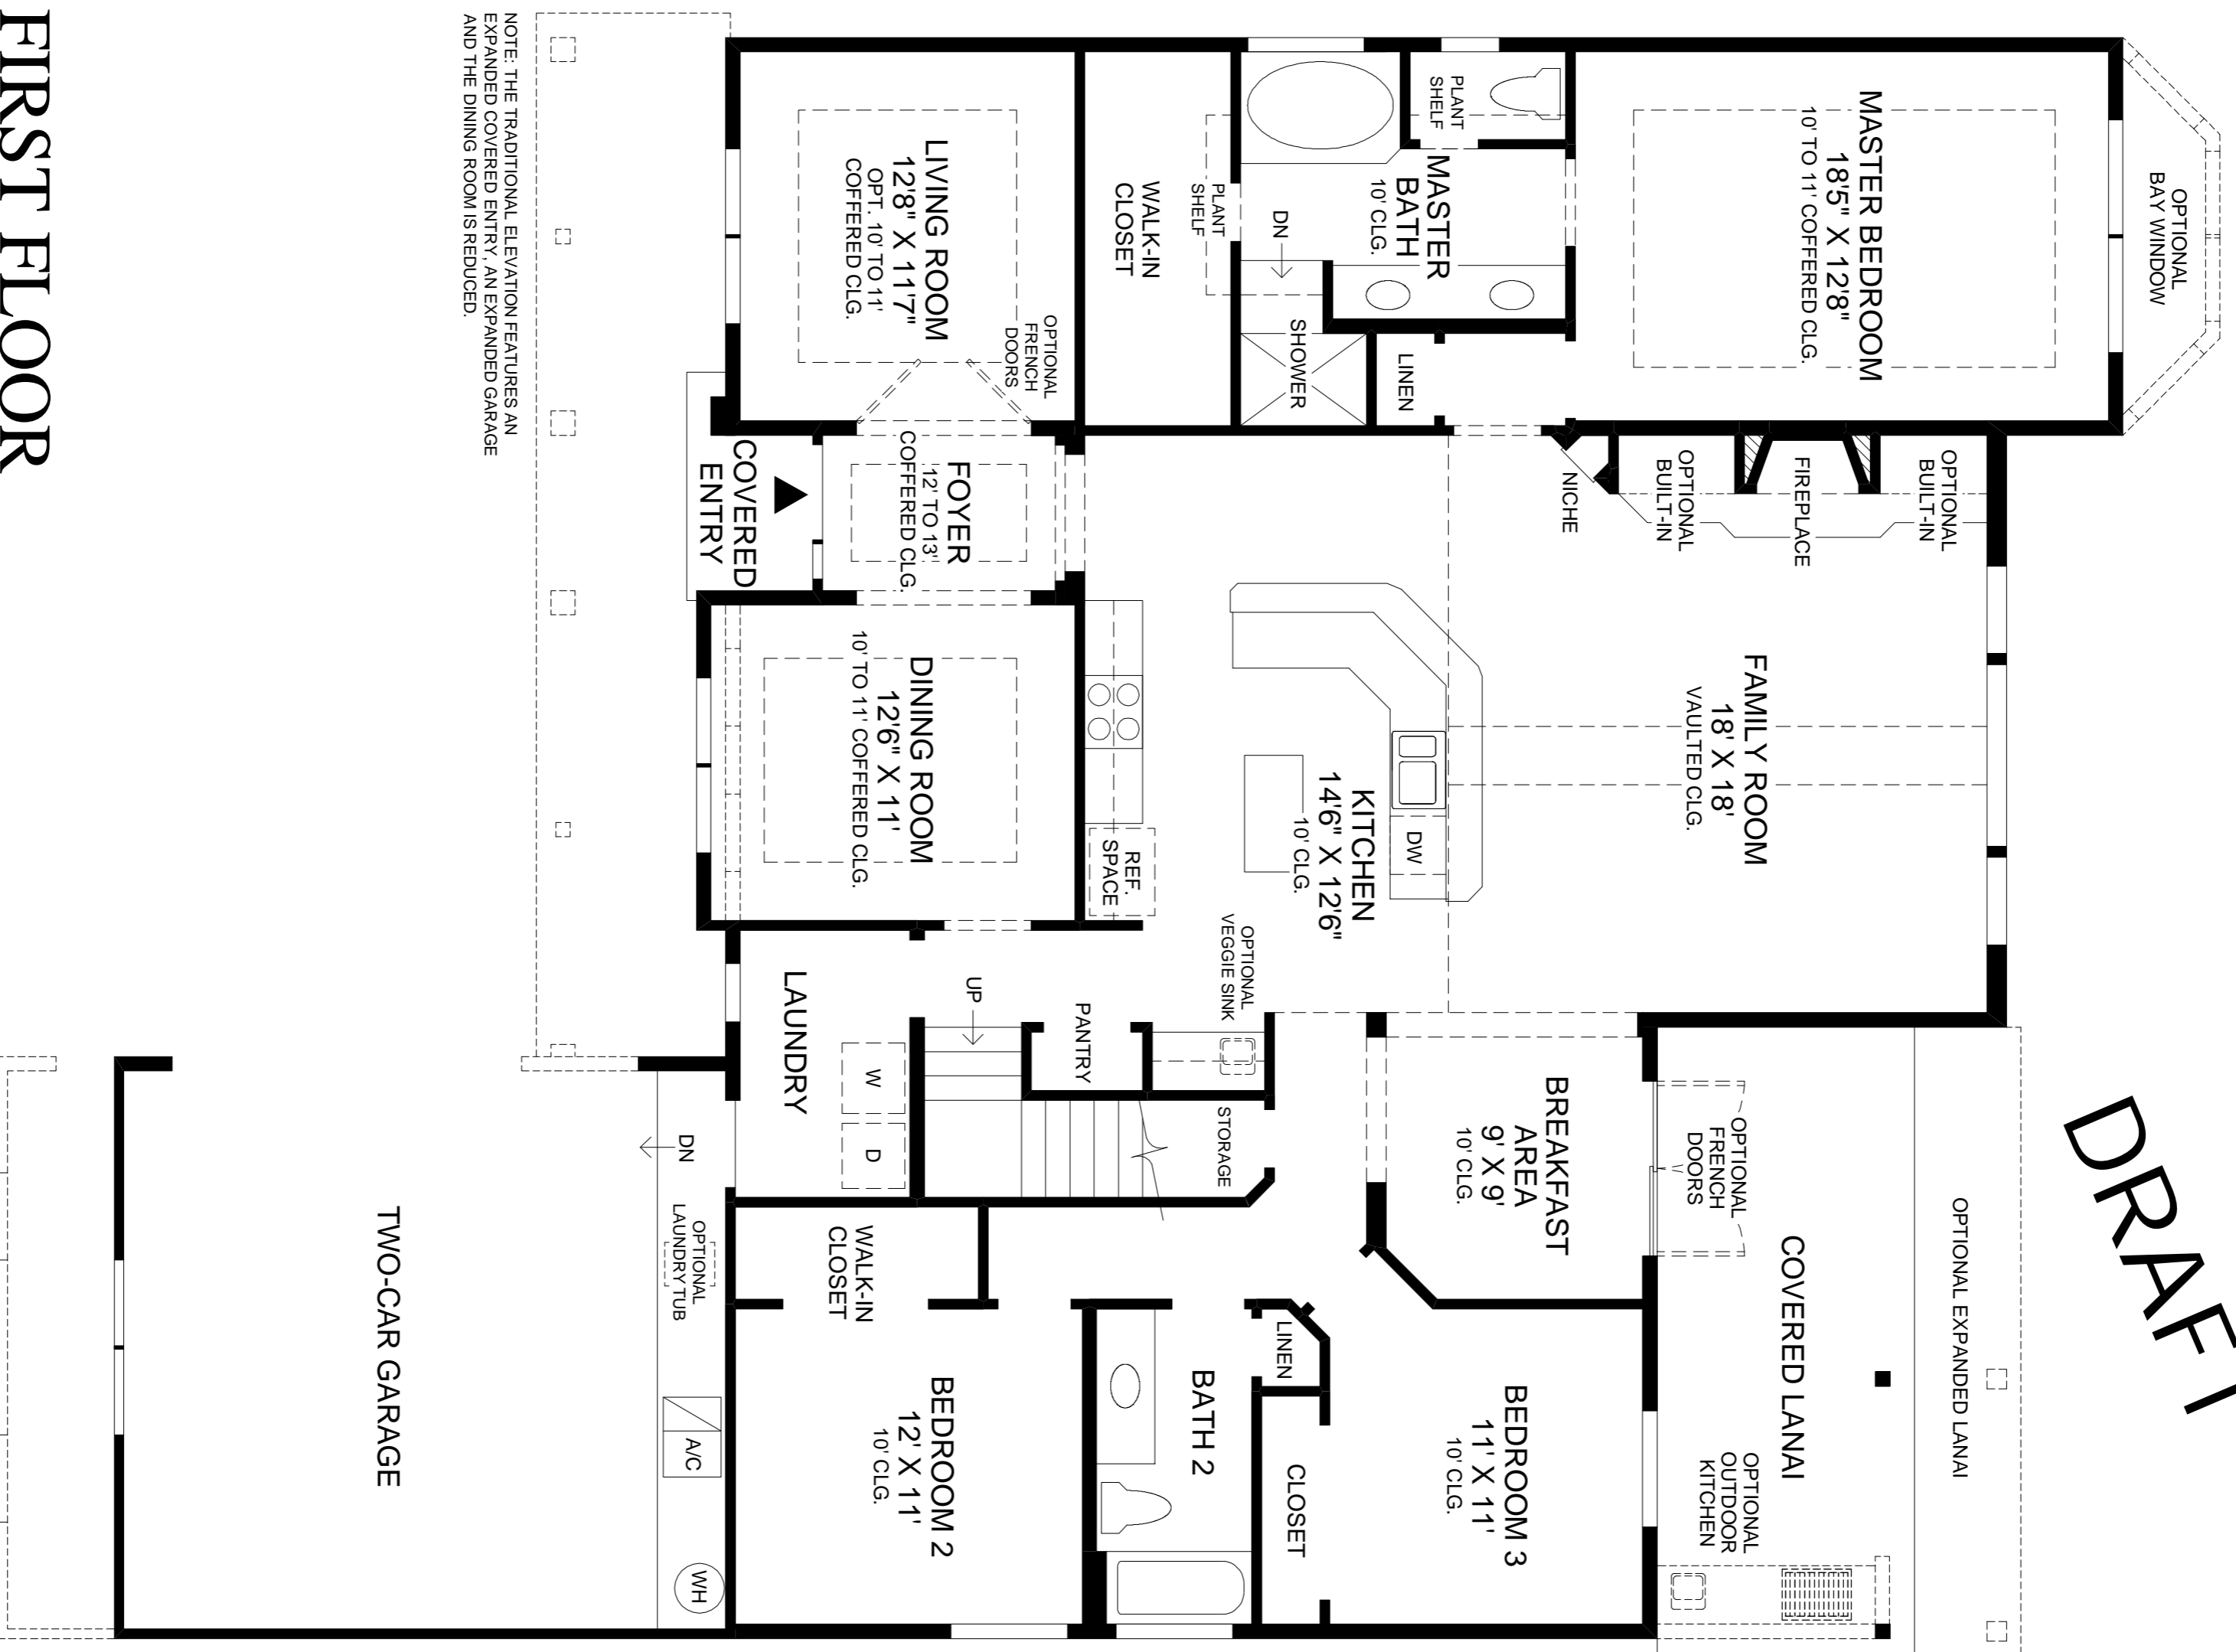 OPTIONAL
BAY WINDOW
MASTER BEDROOM
18'5" X 12'8"
10' TO 11' COFFERED CLG.
PLANT
SHELF
MASTER
BATH
10' CLG.
PLANT
SHELF
DN
SHOWER
LINEN
WALK-IN
CLOSET
LIVING ROOM
12'8" X 11'7"
OPT. 10' TO 11'
COFFERED CLG.
OPTIONAL
FRENCH
DOORS
OPTIONAL
BUILT-IN
FIREPLACE
OPTIONAL
BUILT-IN
NICHE
FOYER
12' TO 13'
COFFERED CLG.
COVERED
ENTRY
FAMILY ROOM
18' X 18'
VAULTED CLG.
KITCHEN
14'6" X 12'6"
10' CLG.
DW
REF.
SPACE
DINING ROOM
12'6" X 11'
10' TO 11' COFFERED CLG.
OPTIONAL
VEGGIE SINK
PANTRY
UP
LAUNDRY
W
D
STORAGE
BREAKFAST
AREA
9' X 9'
10' CLG.
OPTIONAL
FRENCH
DOORS
COVERED LANAI
OPTIONAL EXPANDED LANAI
OPTIONAL
OUTDOOR
KITCHEN
BEDROOM 3
11' X 11'
10' CLG.
CLOSET
LINEN
BATH 2
WALK-IN
CLOSET
BEDROOM 2
12' X 11'
10' CLG.
DN
OPTIONAL
LAUNDRY TUB
A/C
WH
TWO-CAR GARAGE
NOTE: THE TRADITIONAL ELEVATION FEATURES AN
EXPANDED COVERED ENTRY, AN EXPANDED GARAGE
AND THE DINING ROOM IS REDUCED.
FIRST FLOOR
DRAFT